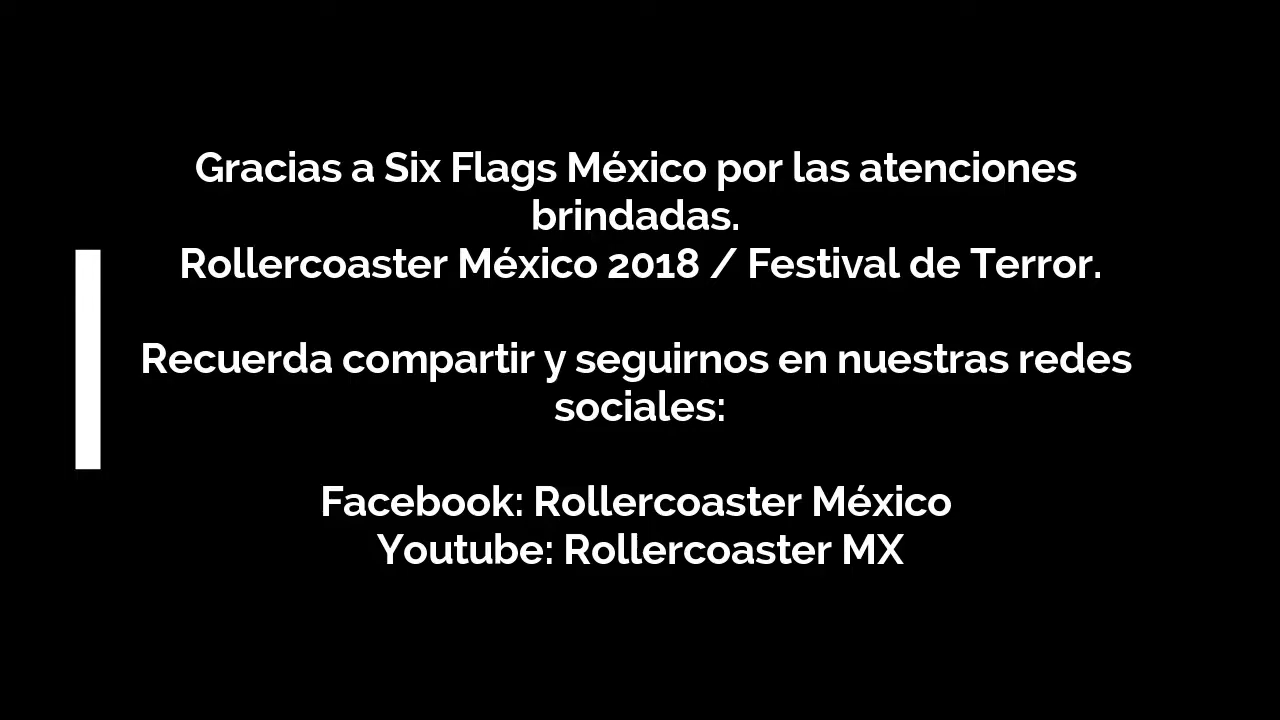 Gracias a Six Flags México por las atenciones
brindadas.
Rollercoaster México 2018 / Festival de Terror.
Recuerda compartir y seguirnos en nuestras redes
sociales:
Facebook: Rollercoaster México
Youtube: Rollercoaster MX